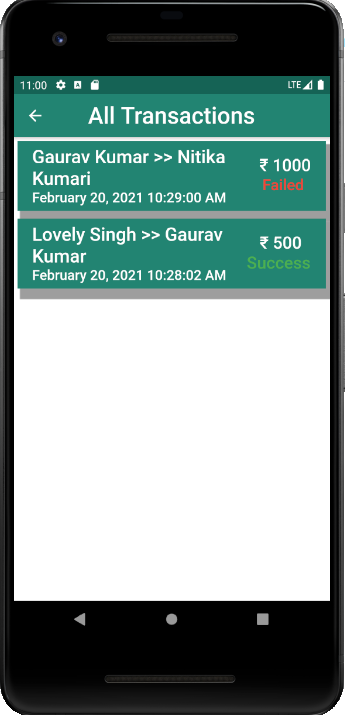 11:00
LTE
All Transactions
Gaurav Kumar >> Nitika
Kumari
February 20, 2021 10:29:00 AM
₹ 1000
Failed
Lovely Singh >> Gaurav
Kumar
February 20, 2021 10:28:02 AM
₹ 500
Success